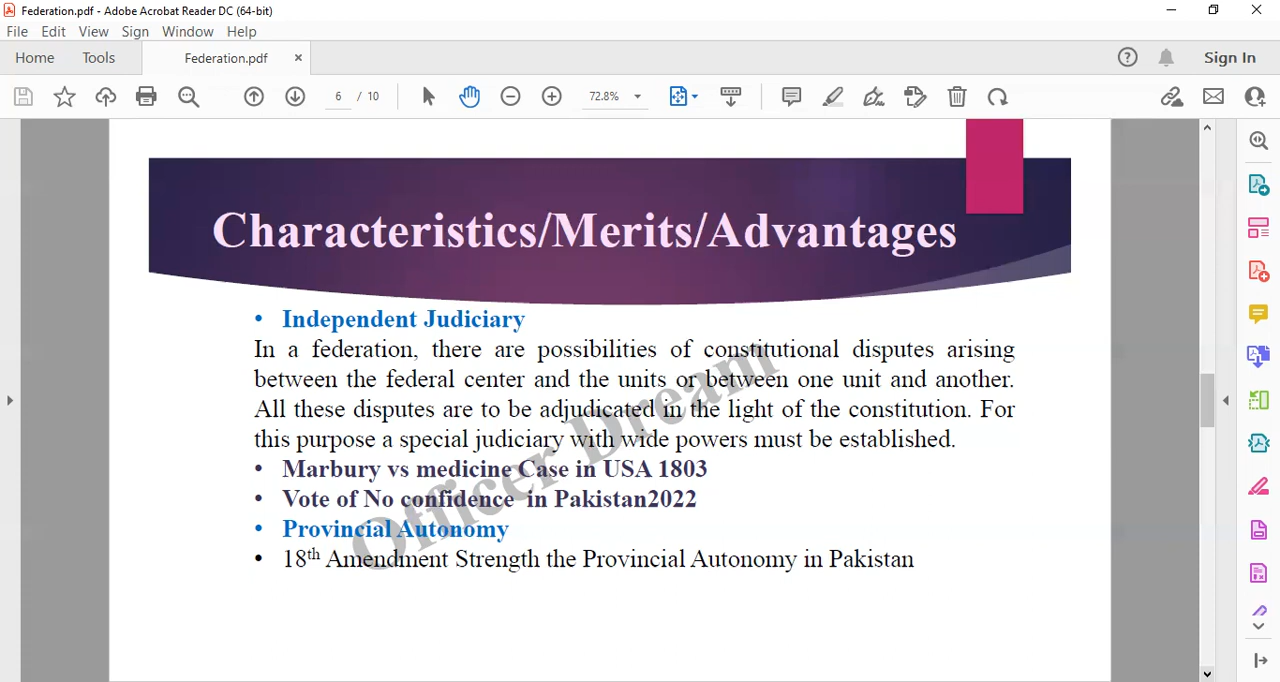 Federation.pdf - Adobe Acrobat Reader DC (64-bit)
File Edit View Sign Window Help
Home Tools Federation.pdf × Sign In
6 / 10 72.8%
Characteristics/Merits/Advantages
• Independent Judiciary
In a federation, there are possibilities of constitutional disputes arising
between the federal center and the units or between one unit and another.
All these disputes are to be adjudicated in the light of the constitution. For
this purpose a special judiciary with wide powers must be established.
• Marbury vs medicine Case in USA 1803
• Vote of No confidence in Pakistan2022
• Provincial Autonomy
• 18th Amendment Strength the Provincial Autonomy in Pakistan
Officer Dream